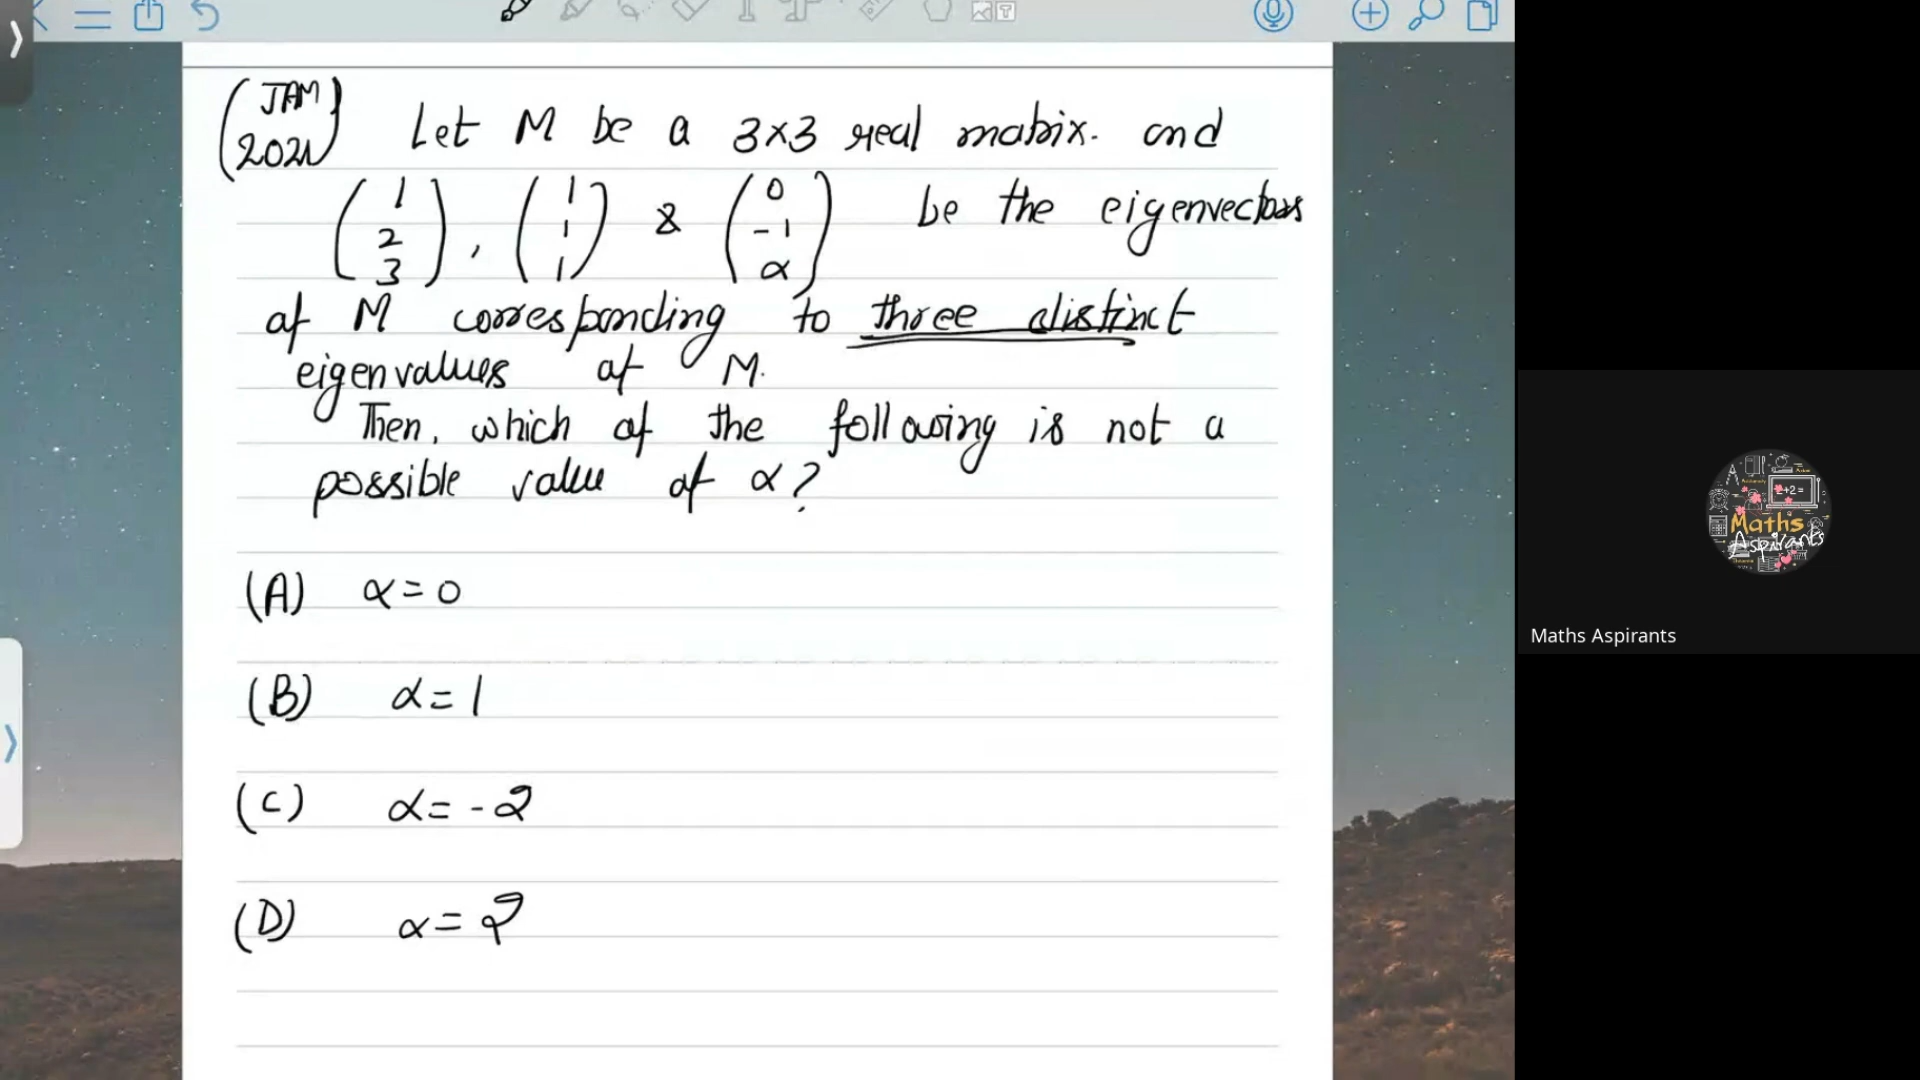 (JAM 2021) Let M be a 3×3 real matrix. and
(1 2 3), (1 1 1) & (0 -1 α) be the eigenvectors
of M corresponding to three distinct
eigenvalues of M.
Then, which of the following is not a
possible value of α?
(A) α = 0
(B) α = 1
(C) α = -2
(D) α = 2
2+2=
Maths
Aspirants
Maths Aspirants